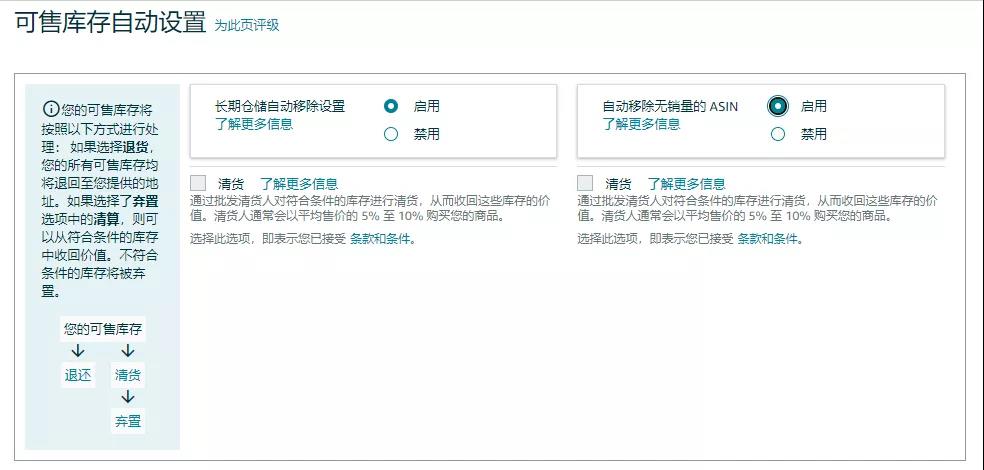 可售库存自动设置 为此页评级
您的可售库存将
按照以下方式进行处
理： 如果选择退货，
您的所有可售库存均
将退回至您提供的地
址。如果选择了弃置
选项中的清算，则可
以从符合条件的库存
中收回价值。不符合
条件的库存将被弃
置。
您的可售库存
退还 清货
弃置
长期仓储自动移除设置 启用
了解更多信息
禁用
清货 了解更多信息
通过批发清货人对符合条件的库存进行清货，从而收回这些库存的价
值。清货人通常会以平均售价的 5% 至 10% 购买您的商品。
选择此选项，即表示您已接受 条款和条件。
自动移除无销量的 ASIN 启用
了解更多信息
禁用
清货 了解更多信息
通过批发清货人对符合条件的库存进行清货，从而收回这些库存的价
值。清货人通常会以平均售价的 5% 至 10% 购买您的商品。
选择此选项，即表示您已接受 条款和条件。